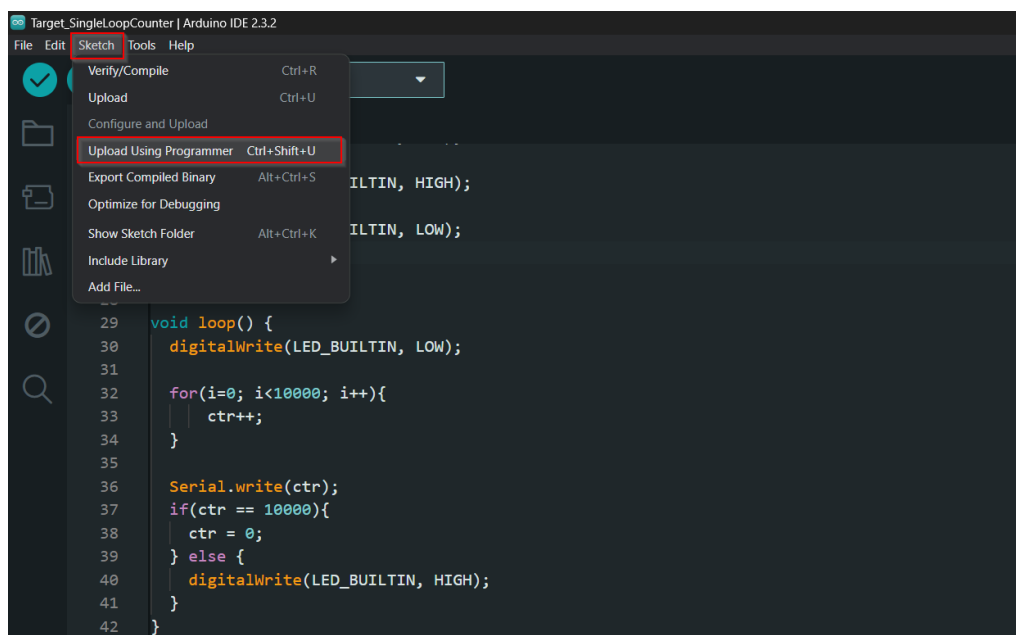 Target_SingleLoopCounter | Arduino IDE 2.3.2
File Edit Sketch Tools Help
Verify/Compile Ctrl+R
Upload Ctrl+U
Configure and Upload
Upload Using Programmer Ctrl+Shift+U
Export Compiled Binary Alt+Ctrl+S
ILTIN, HIGH);
Optimize for Debugging
Show Sketch Folder Alt+Ctrl+K
ILTIN, LOW);
Include Library
Add File...
29 void loop() {
30 digitalWrite(LED_BUILTIN, LOW);
31
32 for(i=0; i<10000; i++){
33 ctr++;
34 }
35
36 Serial.write(ctr);
37 if(ctr == 10000){
38 ctr = 0;
39 } else {
40 digitalWrite(LED_BUILTIN, HIGH);
41 }
42 }